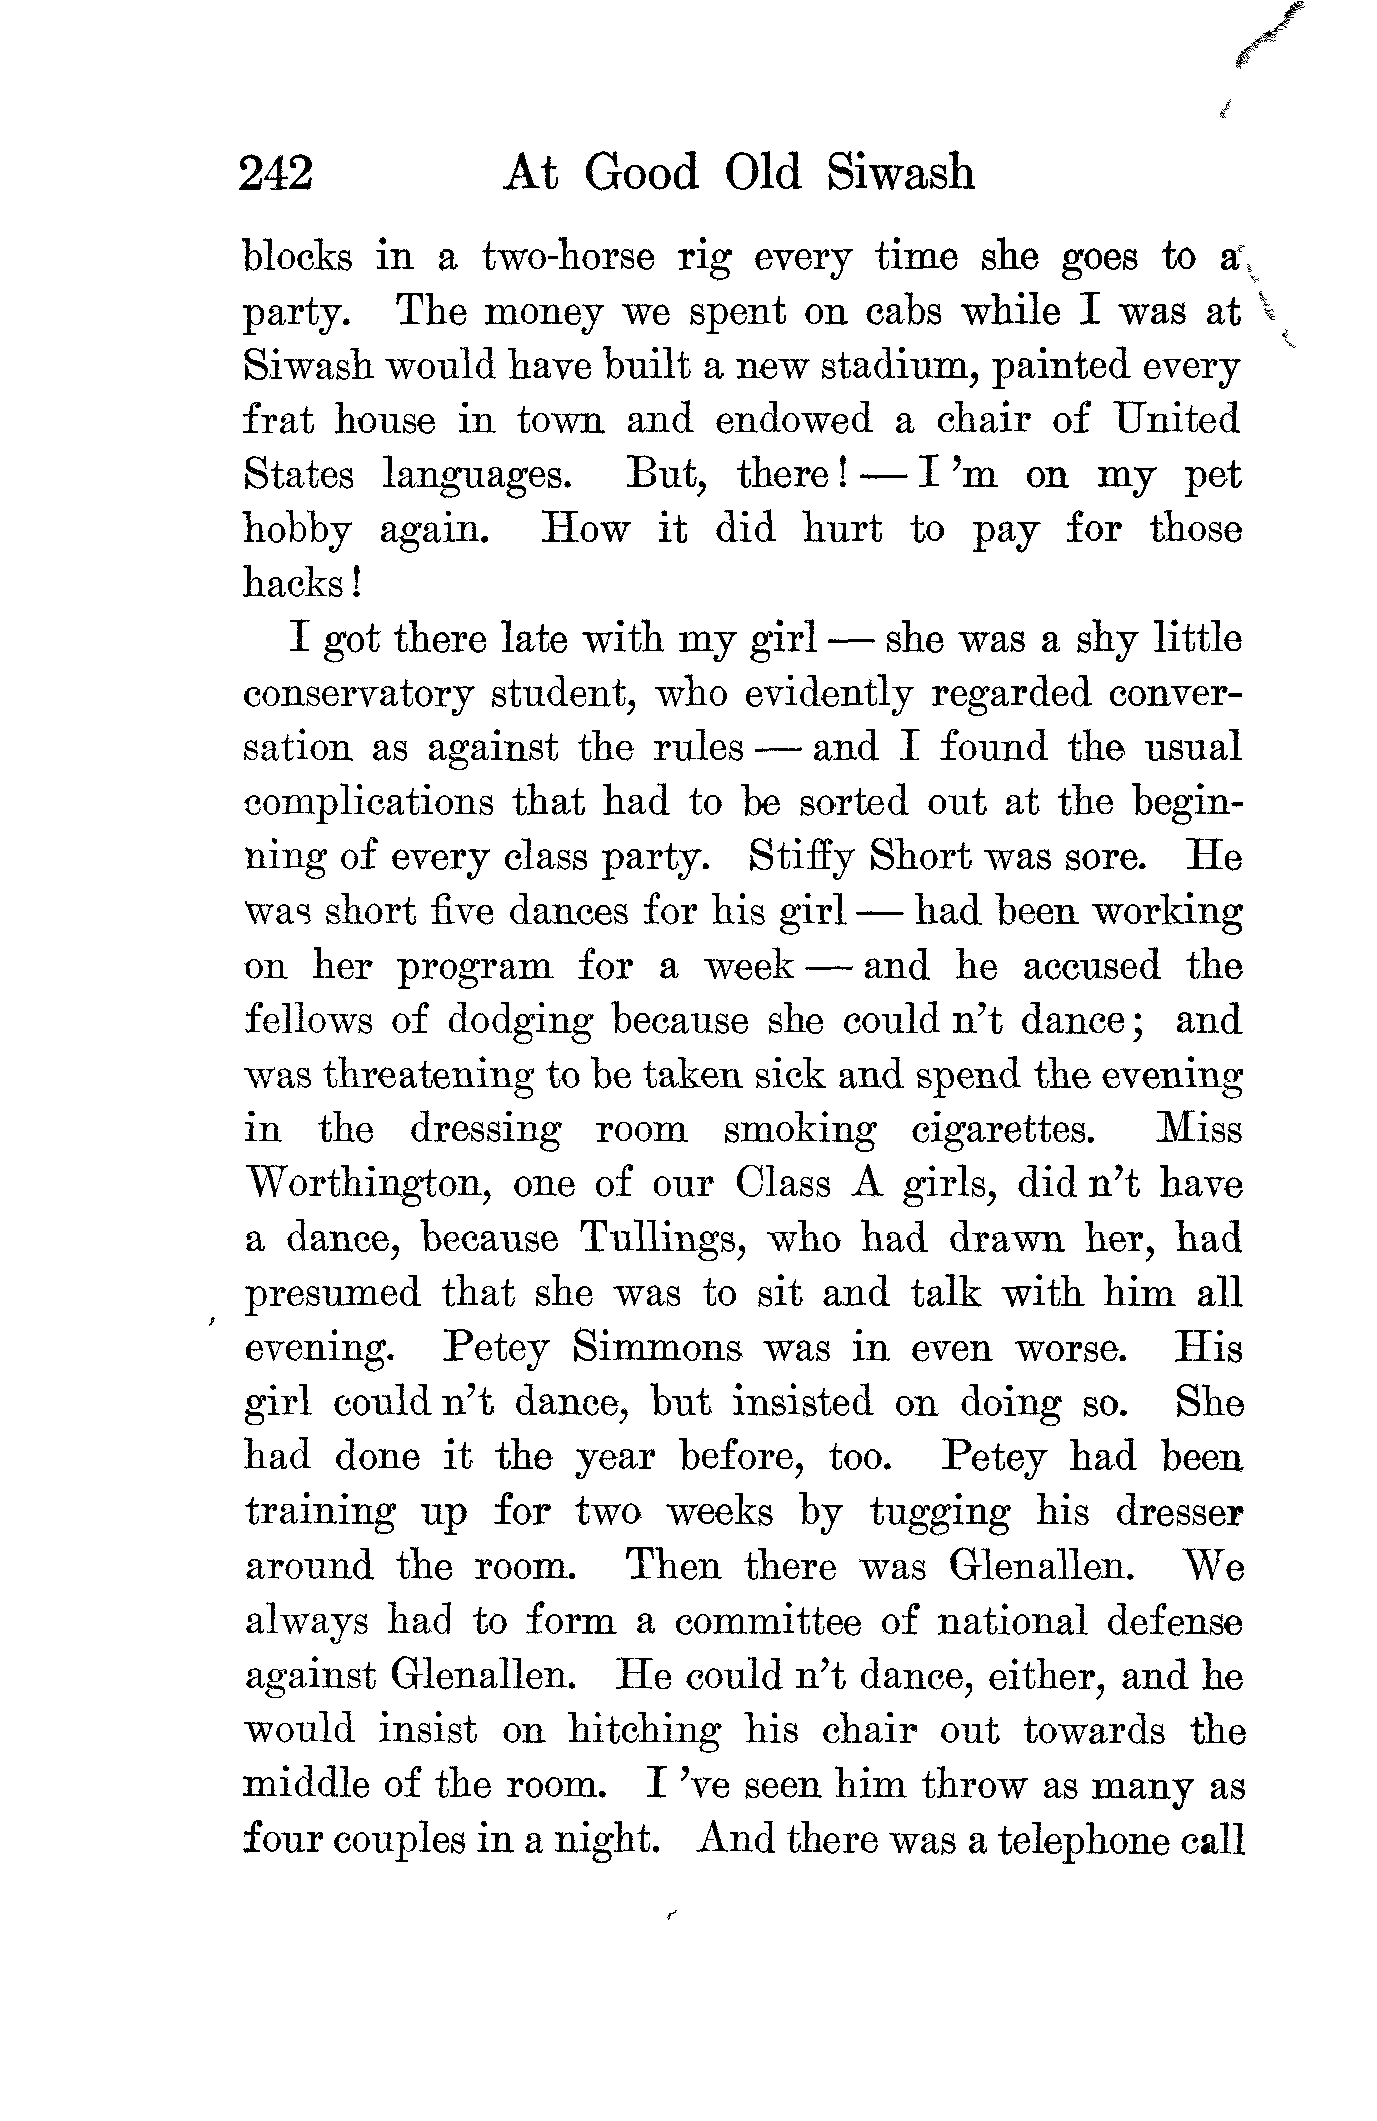 242 At Good Old Siwash
blocks in a two-horse rig every time she goes to a
party. The money we spent on cabs while I was at
Siwash would have built a new stadium, painted every
frat house in town and endowed a chair of United
States languages. But, there! — I 'm on my pet
hobby again. How it did hurt to pay for those
hacks!
I got there late with my girl — she was a shy little
conservatory student, who evidently regarded conver-
sation as against the rules — and I found the usual
complications that had to be sorted out at the begin-
ning of every class party. Stiffy Short was sore. He
was short five dances for his girl — had been working
on her program for a week — and he accused the
fellows of dodging because she could n't dance; and
was threatening to be taken sick and spend the evening
in the dressing room smoking cigarettes. Miss
Worthington, one of our Class A girls, did n't have
a dance, because Tullings, who had drawn her, had
presumed that she was to sit and talk with him all
evening. Petey Simmons was in even worse. His
girl could n't dance, but insisted on doing so. She
had done it the year before, too. Petey had been
training up for two weeks by tugging his dresser
around the room. Then there was Glenallen. We
always had to form a committee of national defense
against Glenallen. He could n't dance, either, and he
would insist on hitching his chair out towards the
middle of the room. I 've seen him throw as many as
four couples in a night. And there was a telephone call